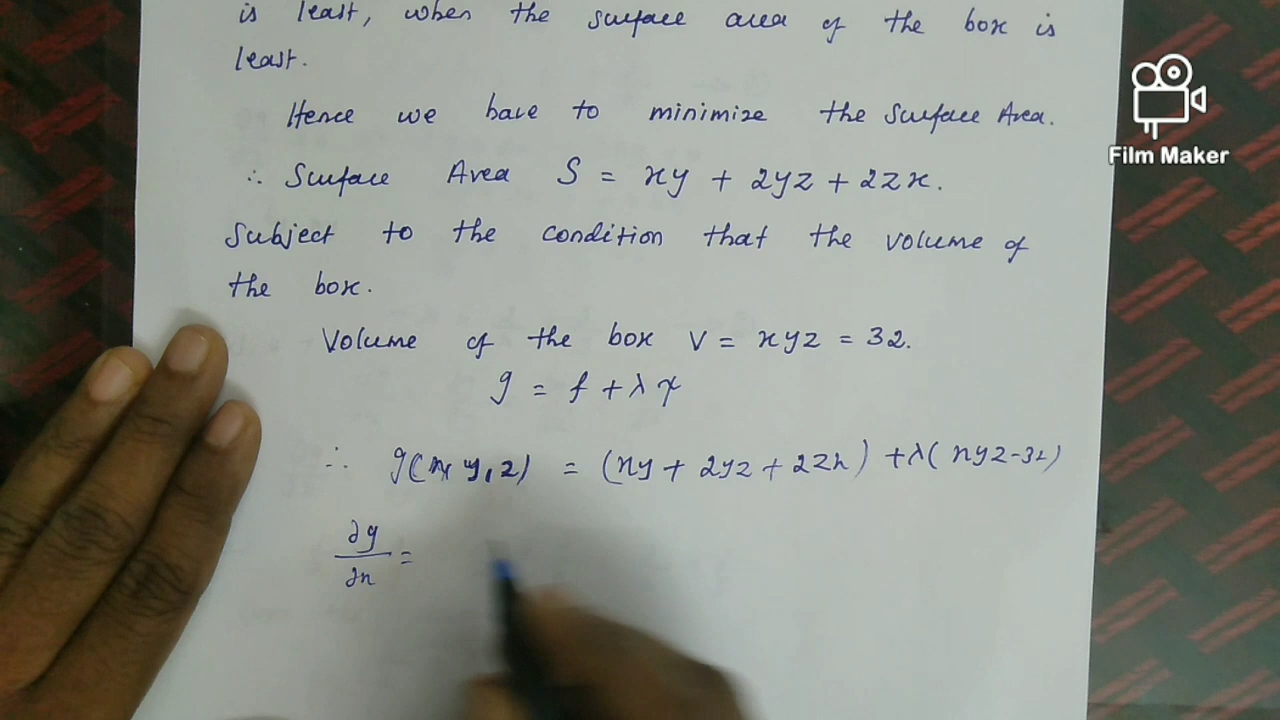 is least, when the surface area of the box is
least.
Hence we have to minimize the Surface Area.
∴ Surface Area S = xy + 2yz + 2zx.
Subject to the condition that the volume of
the box.
Volume of the box V = xyz = 32.
g = f + λ φ
∴ g(x, y, z) = (xy + 2yz + 2zx) + λ( xyz-32)
∂g/∂x =
Film Maker